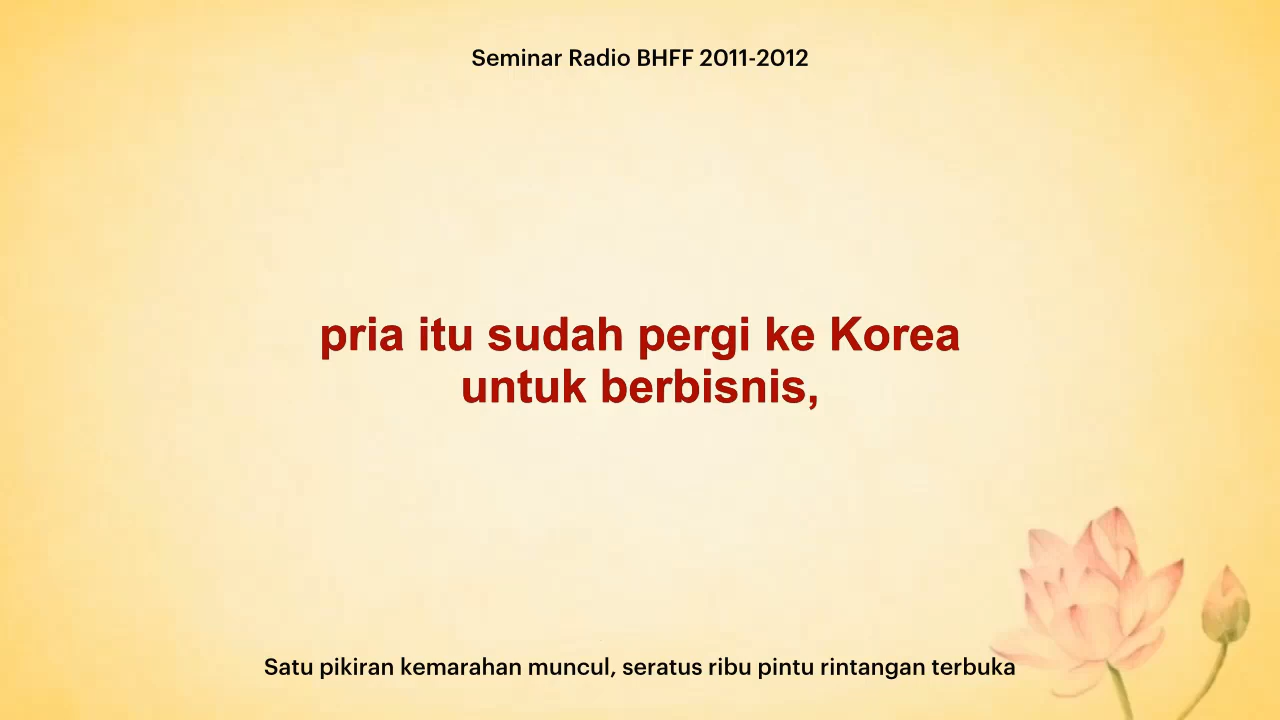 Seminar Radio BHFF 2011-2012
pria itu sudah pergi ke Korea
untuk berbisnis,
Satu pikiran kemarahan muncul, seratus ribu pintu rintangan terbuka